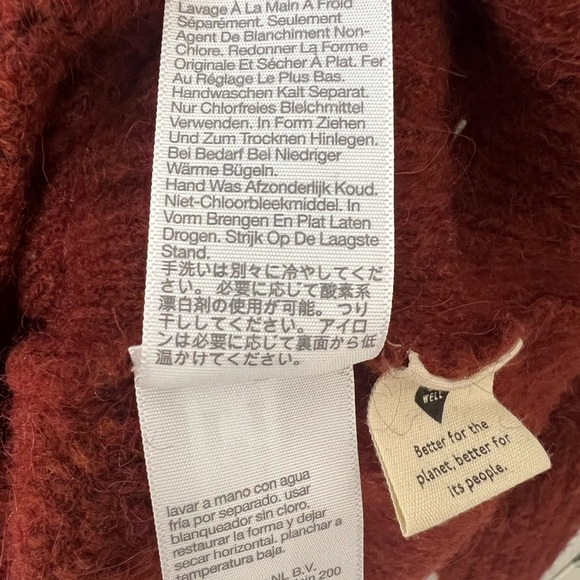 Lavage À La Main À Froid
Séparément. Seulement
Agent De Blanchiment Non-
Chlore. Redonner La Forme
Originale Et Sécher À Plat. Fer
Au Réglage Le Plus Bas.
Handwaschen Kalt Separat.
Nur Chlorfreies Bleichmittel
Verwenden. In Form Ziehen
Und Zum Trocknen Hinlegen.
Bei Bedarf Bei Niedriger
Wärme Bügeln.
Hand Was Afzonderlijk Koud.
Niet-Chloorbleekmiddel. In
Vorm Brengen En Plat Laten
Drogen. Strijk Op De Laagste
Stand.
手洗いは別々に冷やしてくだ
さい。 必要に応じて酸素系
漂白剤の使用が可能。 つり
干ししてください。 アイロ
ンは必要に応じて裏面から低
温かけてください。
WELL
Better for the
planet, better for
its people.
lavar a mano con agua
fría por separado. usar
blanqueador sin cloro.
restaurar la forma y dejar
secar horizontal. planchar a
temperatura baja.
NL B.V.
200